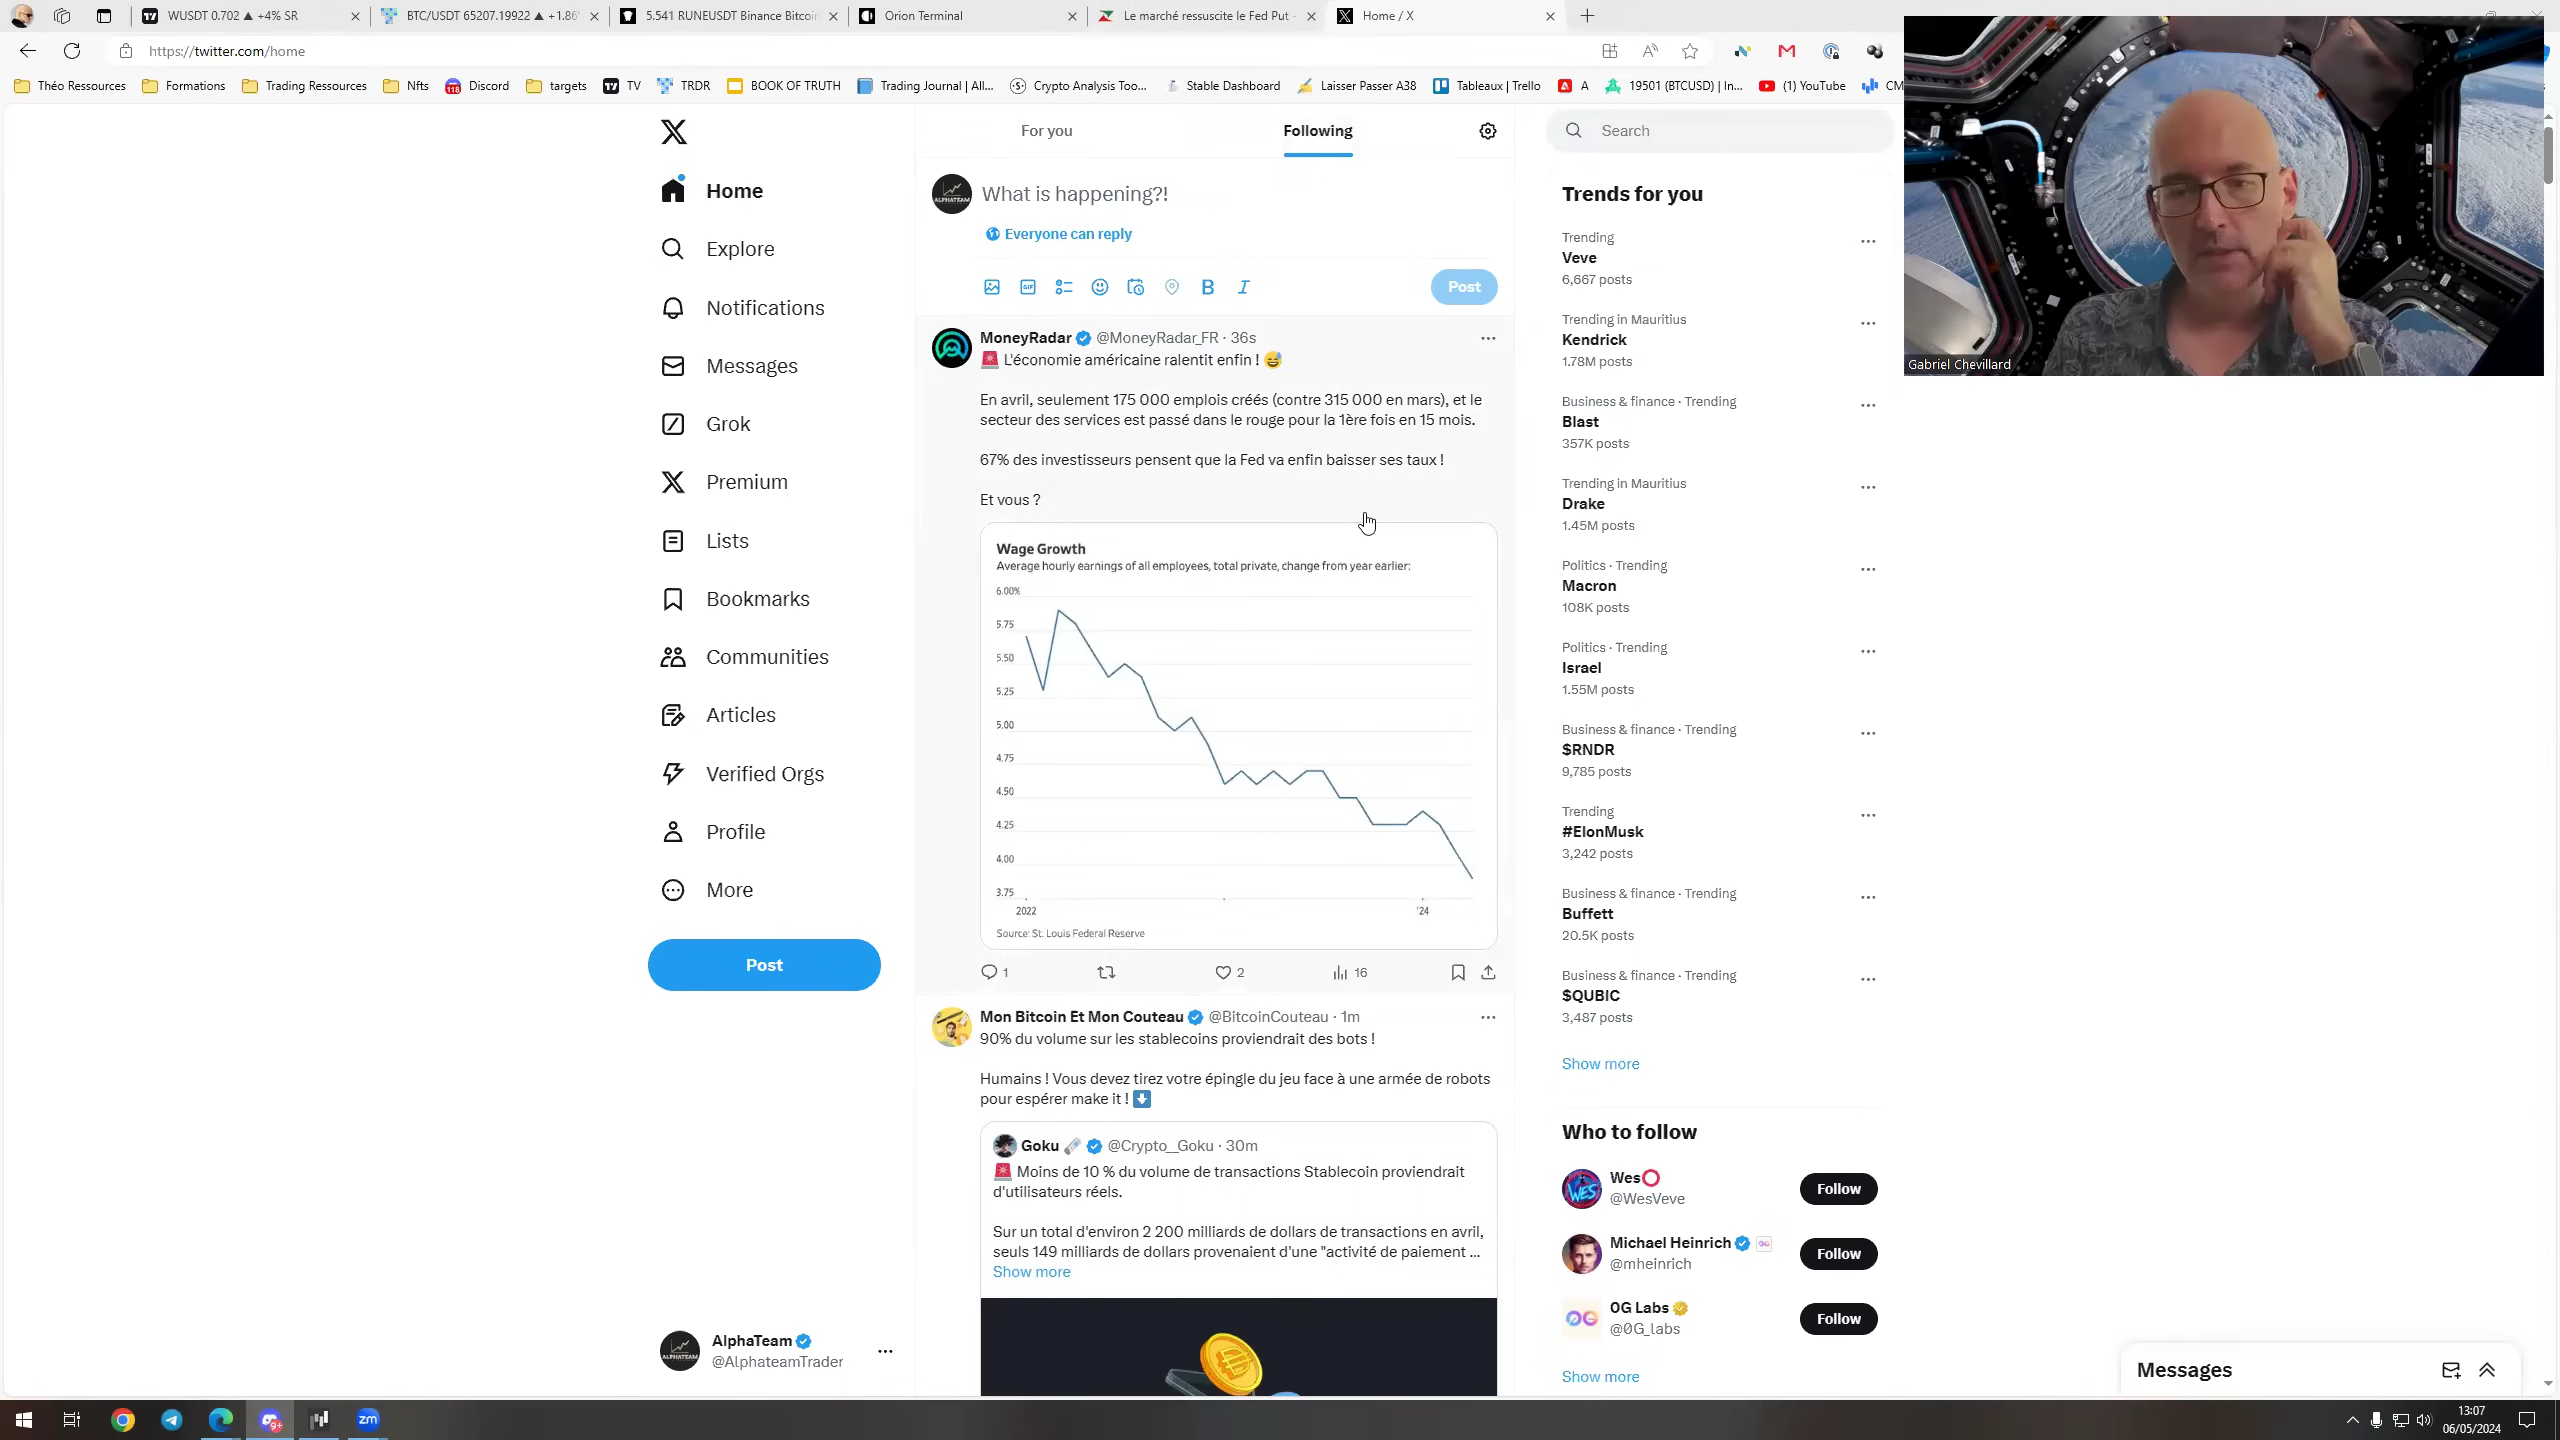 WUSDT 0.702 ▲ +4% SR
BTC/USDT 65207.19922 ▲ +1.86
5.541 RUNEUSDT Binance Bitcoin
Orion Terminal
Le marché ressuscite le Fed Put -
Home / X
https://twitter.com/home
Théo Ressources
Formations
Trading Ressources
Nfts
Discord
targets
TV
TRDR
BOOK OF TRUTH
Trading Journal | All...
Crypto Analysis Too...
Stable Dashboard
Laisser Passer A38
Tableaux | Trello
A
19501 (BTCUSD) | In...
(1) YouTube
CM
Home
Explore
Notifications
Messages
Grok
Premium
Lists
Bookmarks
Communities
Articles
Verified Orgs
Profile
More
Post
AlphaTeam
@AlphateamTrader
For you
Following
What is happening?!
Everyone can reply
Post
MoneyRadar @MoneyRadar_FR · 36s
🚨 L'économie américaine ralentit enfin ! 😅
En avril, seulement 175 000 emplois créés (contre 315 000 en mars), et le
secteur des services est passé dans le rouge pour la 1ère fois en 15 mois.
67% des investisseurs pensent que la Fed va enfin baisser ses taux !
Et vous ?
Wage Growth
Average hourly earnings of all employees, total private, change from year earlier:
6.00%
5.75
5.50
5.25
5.00
4.75
4.50
4.25
4.00
3.75
2022
'24
Source: St. Louis Federal Reserve
1
2
16
Mon Bitcoin Et Mon Couteau @BitcoinCouteau · 1m
90% du volume sur les stablecoins proviendrait des bots !
Humains ! Vous devez tirez votre épingle du jeu face à une armée de robots
pour espérer make it ! ⬇️
Goku @Crypto__Goku · 30m
🚨 Moins de 10 % du volume de transactions Stablecoin proviendrait
d'utilisateurs réels.
Sur un total d'environ 2 200 milliards de dollars de transactions en avril,
seuls 149 milliards de dollars provenaient d'une "activité de paiement ...
Show more
Search
Trends for you
Trending
Veve
6,667 posts
Trending in Mauritius
Kendrick
1.78M posts
Business & finance · Trending
Blast
357K posts
Trending in Mauritius
Drake
1.45M posts
Politics · Trending
Macron
108K posts
Politics · Trending
Israel
1.55M posts
Business & finance · Trending
$RNDR
9,785 posts
Trending
#ElonMusk
3,242 posts
Business & finance · Trending
Buffett
20.5K posts
Business & finance · Trending
$QUBIC
3,487 posts
Show more
Who to follow
Wes⭕
@WesVeve
Follow
Michael Heinrich
@mheinrich
Follow
0G Labs
@0G_labs
Follow
Show more
Gabriel Chevillard
Messages
13:07
06/05/2024